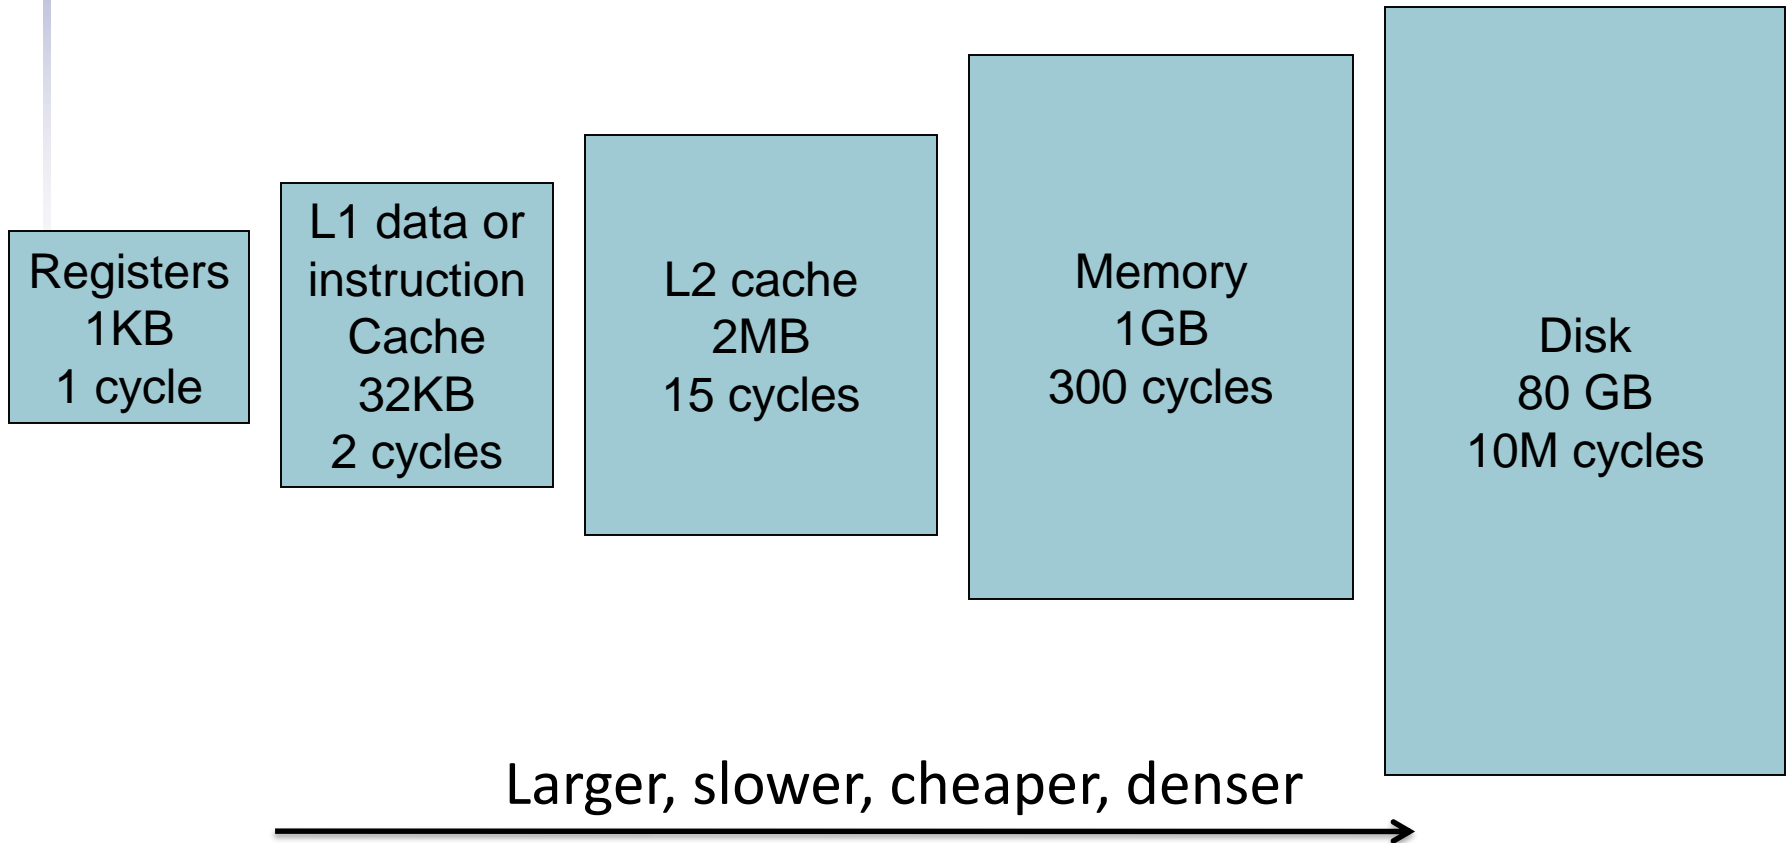 Registers
1KB
1 cycle
L1 data or
instruction
Cache
32KB
2 cycles
L2 cache
2MB
15 cycles
Memory
1GB
300 cycles
Disk
80 GB
10M cycles
Larger, slower, cheaper, denser